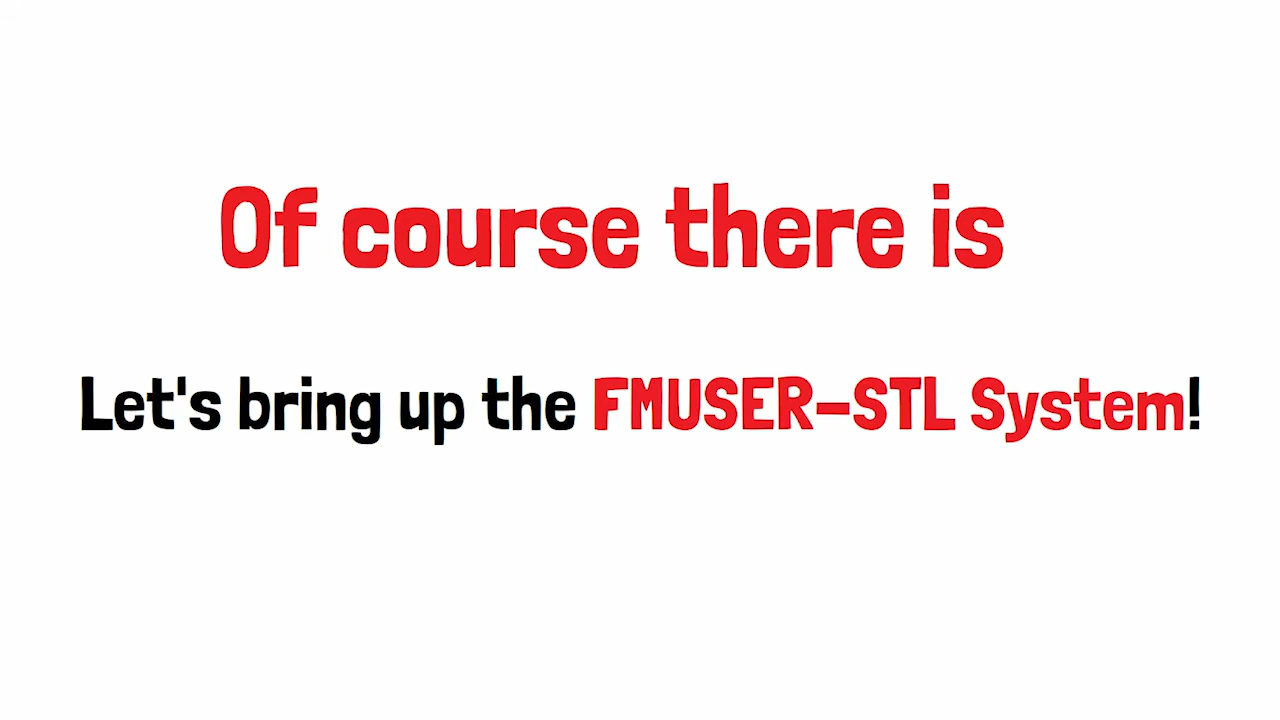 Of course there is
Let's bring up the FMUSER-STL System!